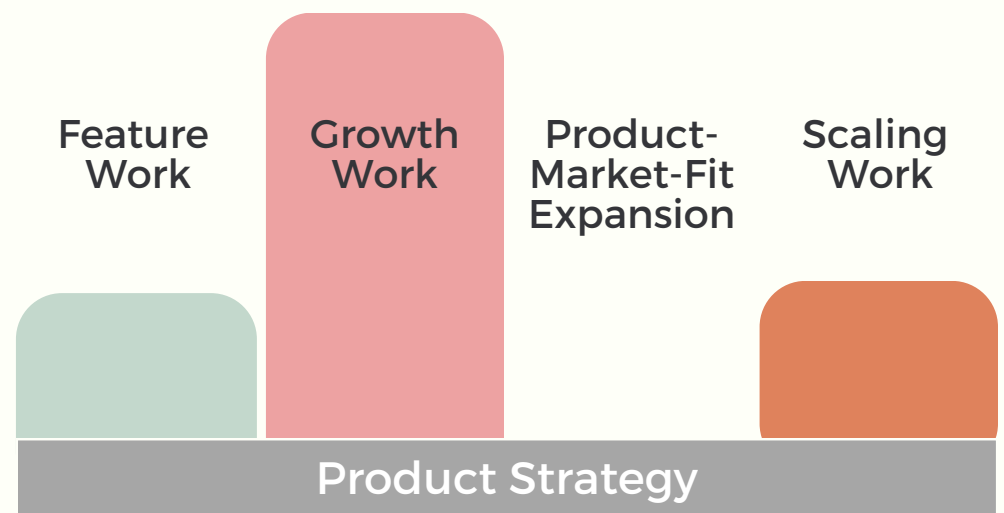 Feature
Work
Growth
Work
Product-
Market-Fit
Expansion
Scaling
Work
Product Strategy